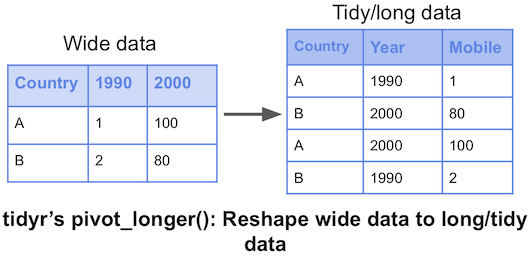 Wide data
Country 1990 2000
A 1 100
B 2 80
Tidy/long data
Country Year Mobile
A 1990 1
B 2000 80
A 2000 100
B 1990 2
tidyr’s pivot_longer(): Reshape wide data to long/tidy
data